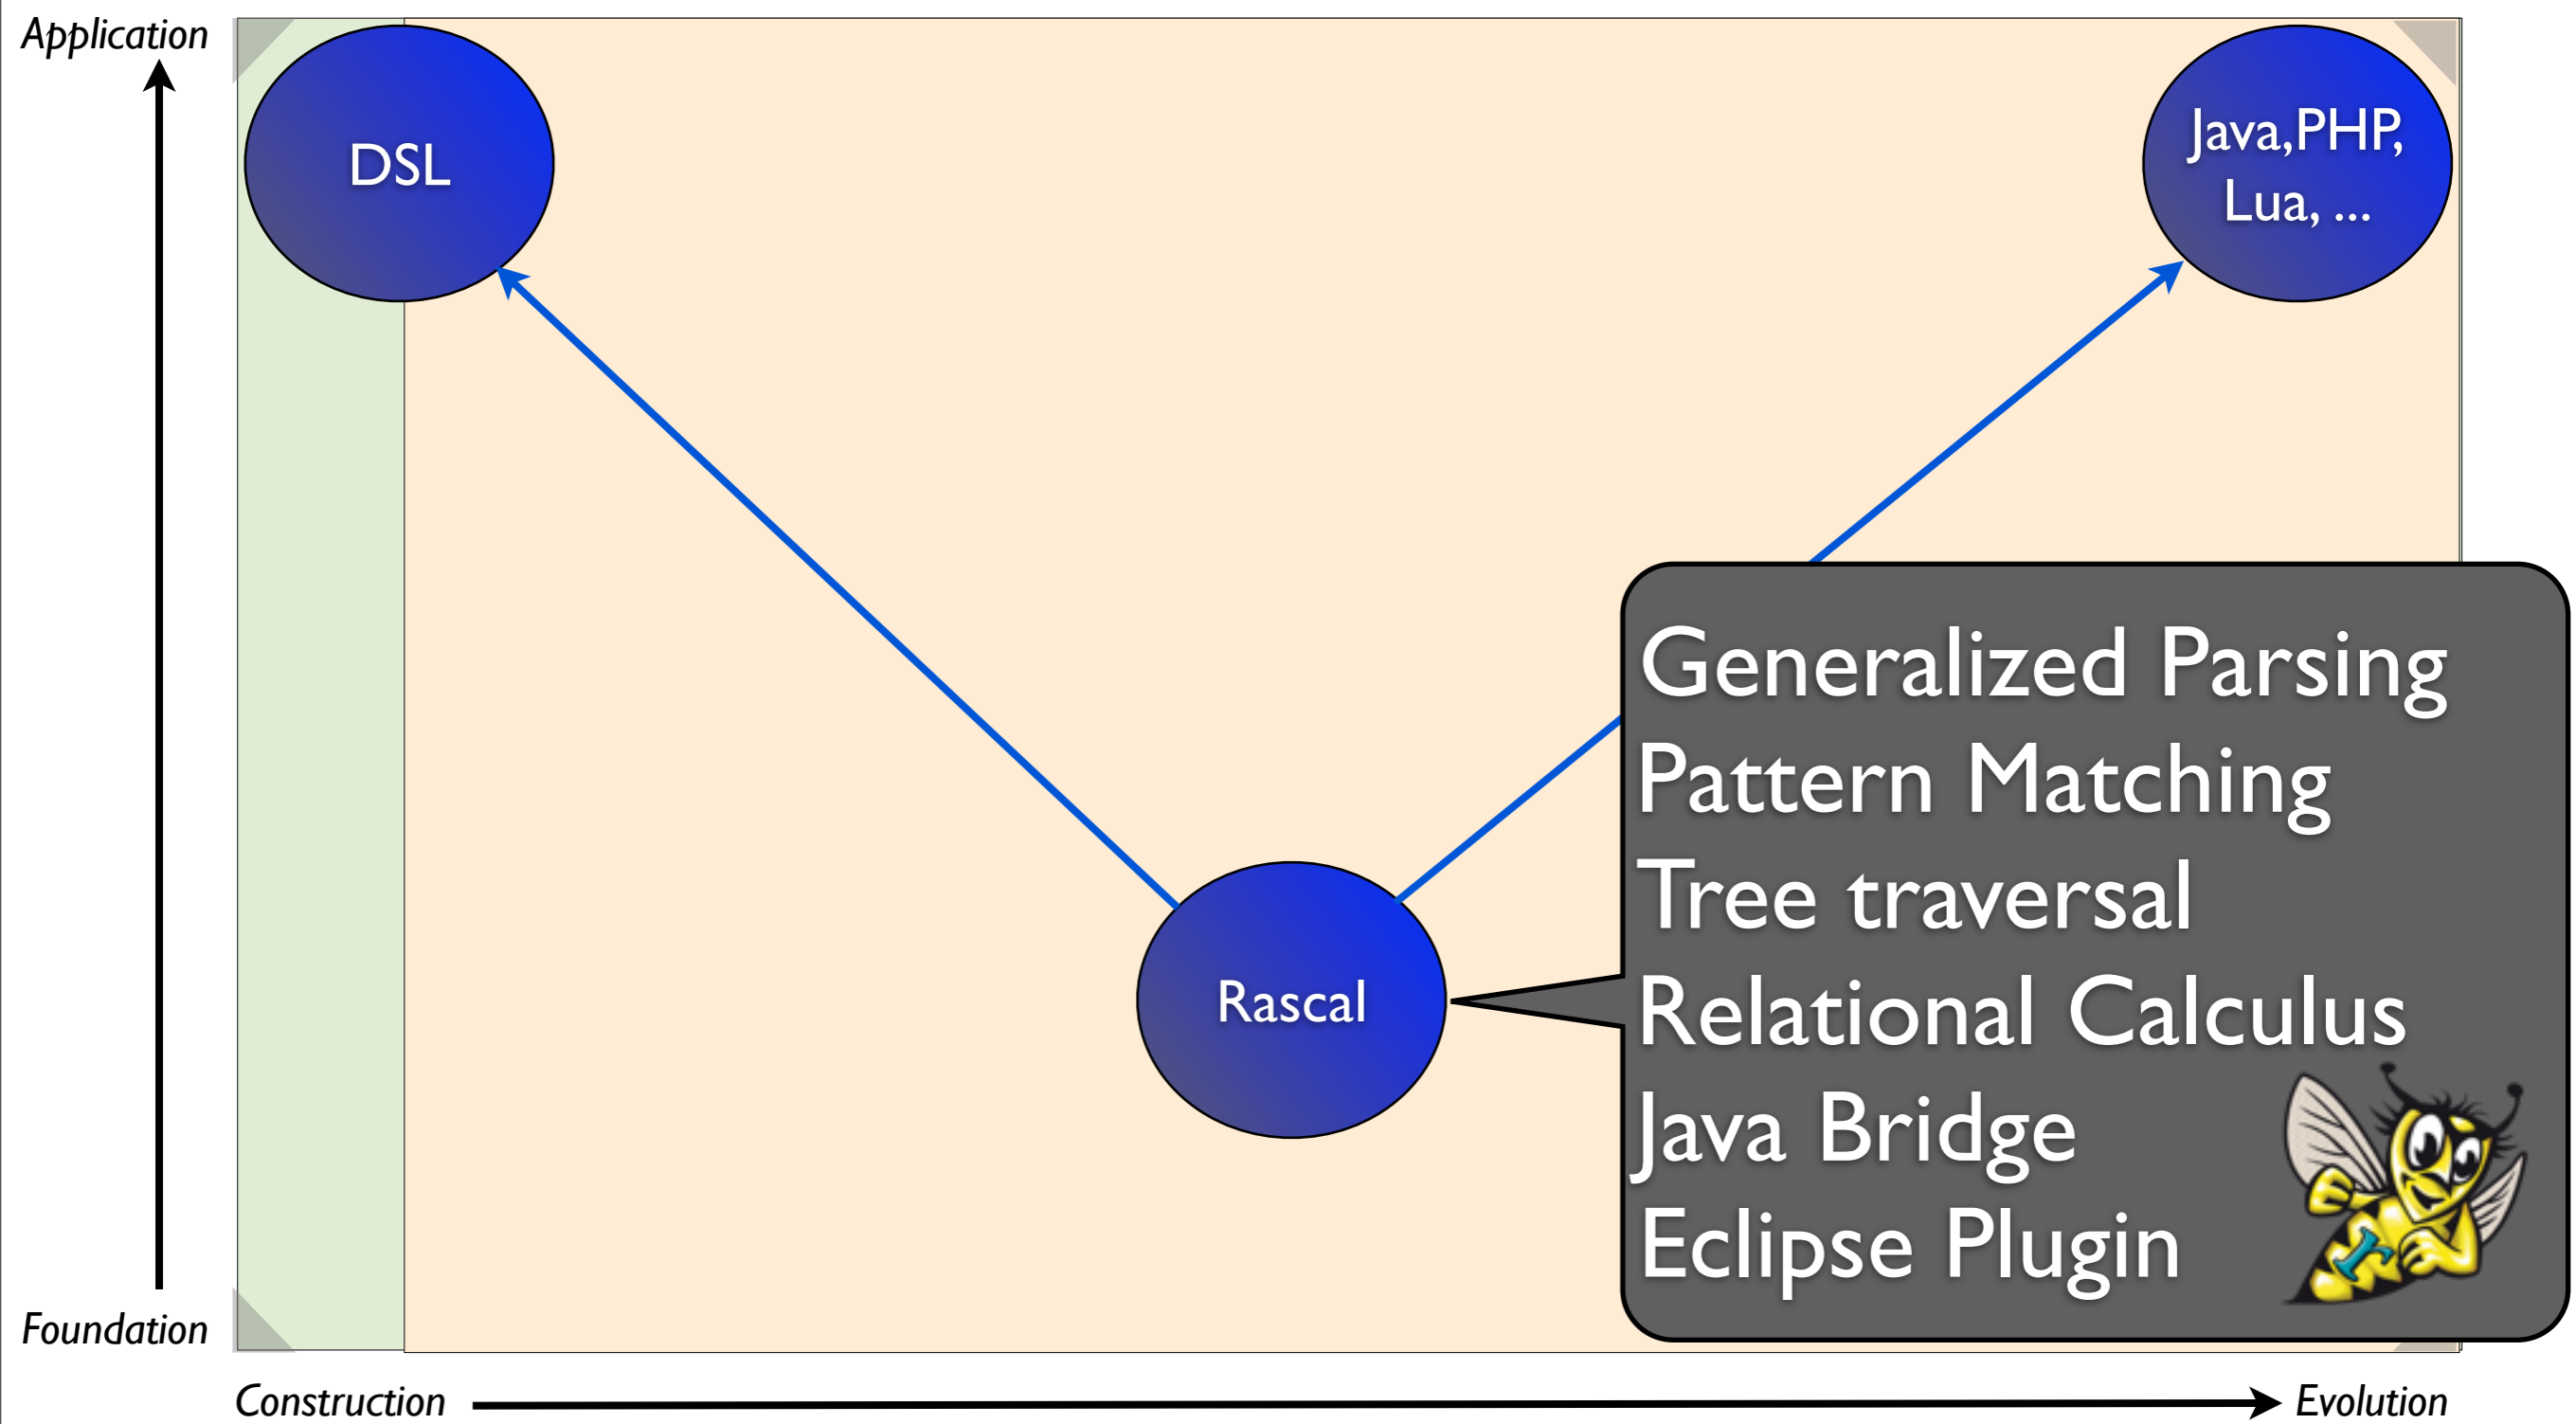 Application
DSL
Java,PHP,
Lua, ...
Generalized Parsing
Pattern Matching
Tree traversal
Relational Calculus
Java Bridge
Eclipse Plugin
r
Rascal
Foundation
Construction
Evolution